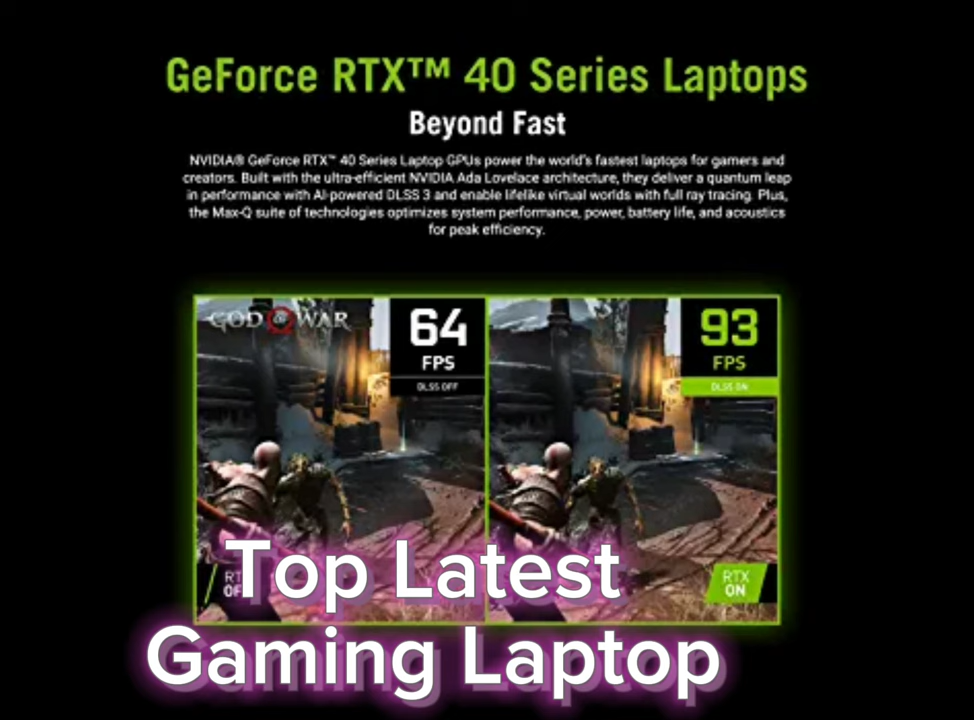 GeForce RTX™ 40 Series Laptops
Beyond Fast
NVIDIA® GeForce RTX™ 40 Series Laptop GPUs power the world's fastest laptops for gamers and
creators. Built with the ultra-efficient NVIDIA Ada Lovelace architecture, they deliver a quantum leap
in performance with AI-powered DLSS 3 and enable lifelike virtual worlds with full ray tracing. Plus,
the Max-Q suite of technologies optimizes system performance, power, battery life, and acoustics
for peak efficiency.
GOD OF WAR
64
FPS
DLSS OFF
93
FPS
DLSS ON
RTX
ON
Top Latest
Gaming Laptop